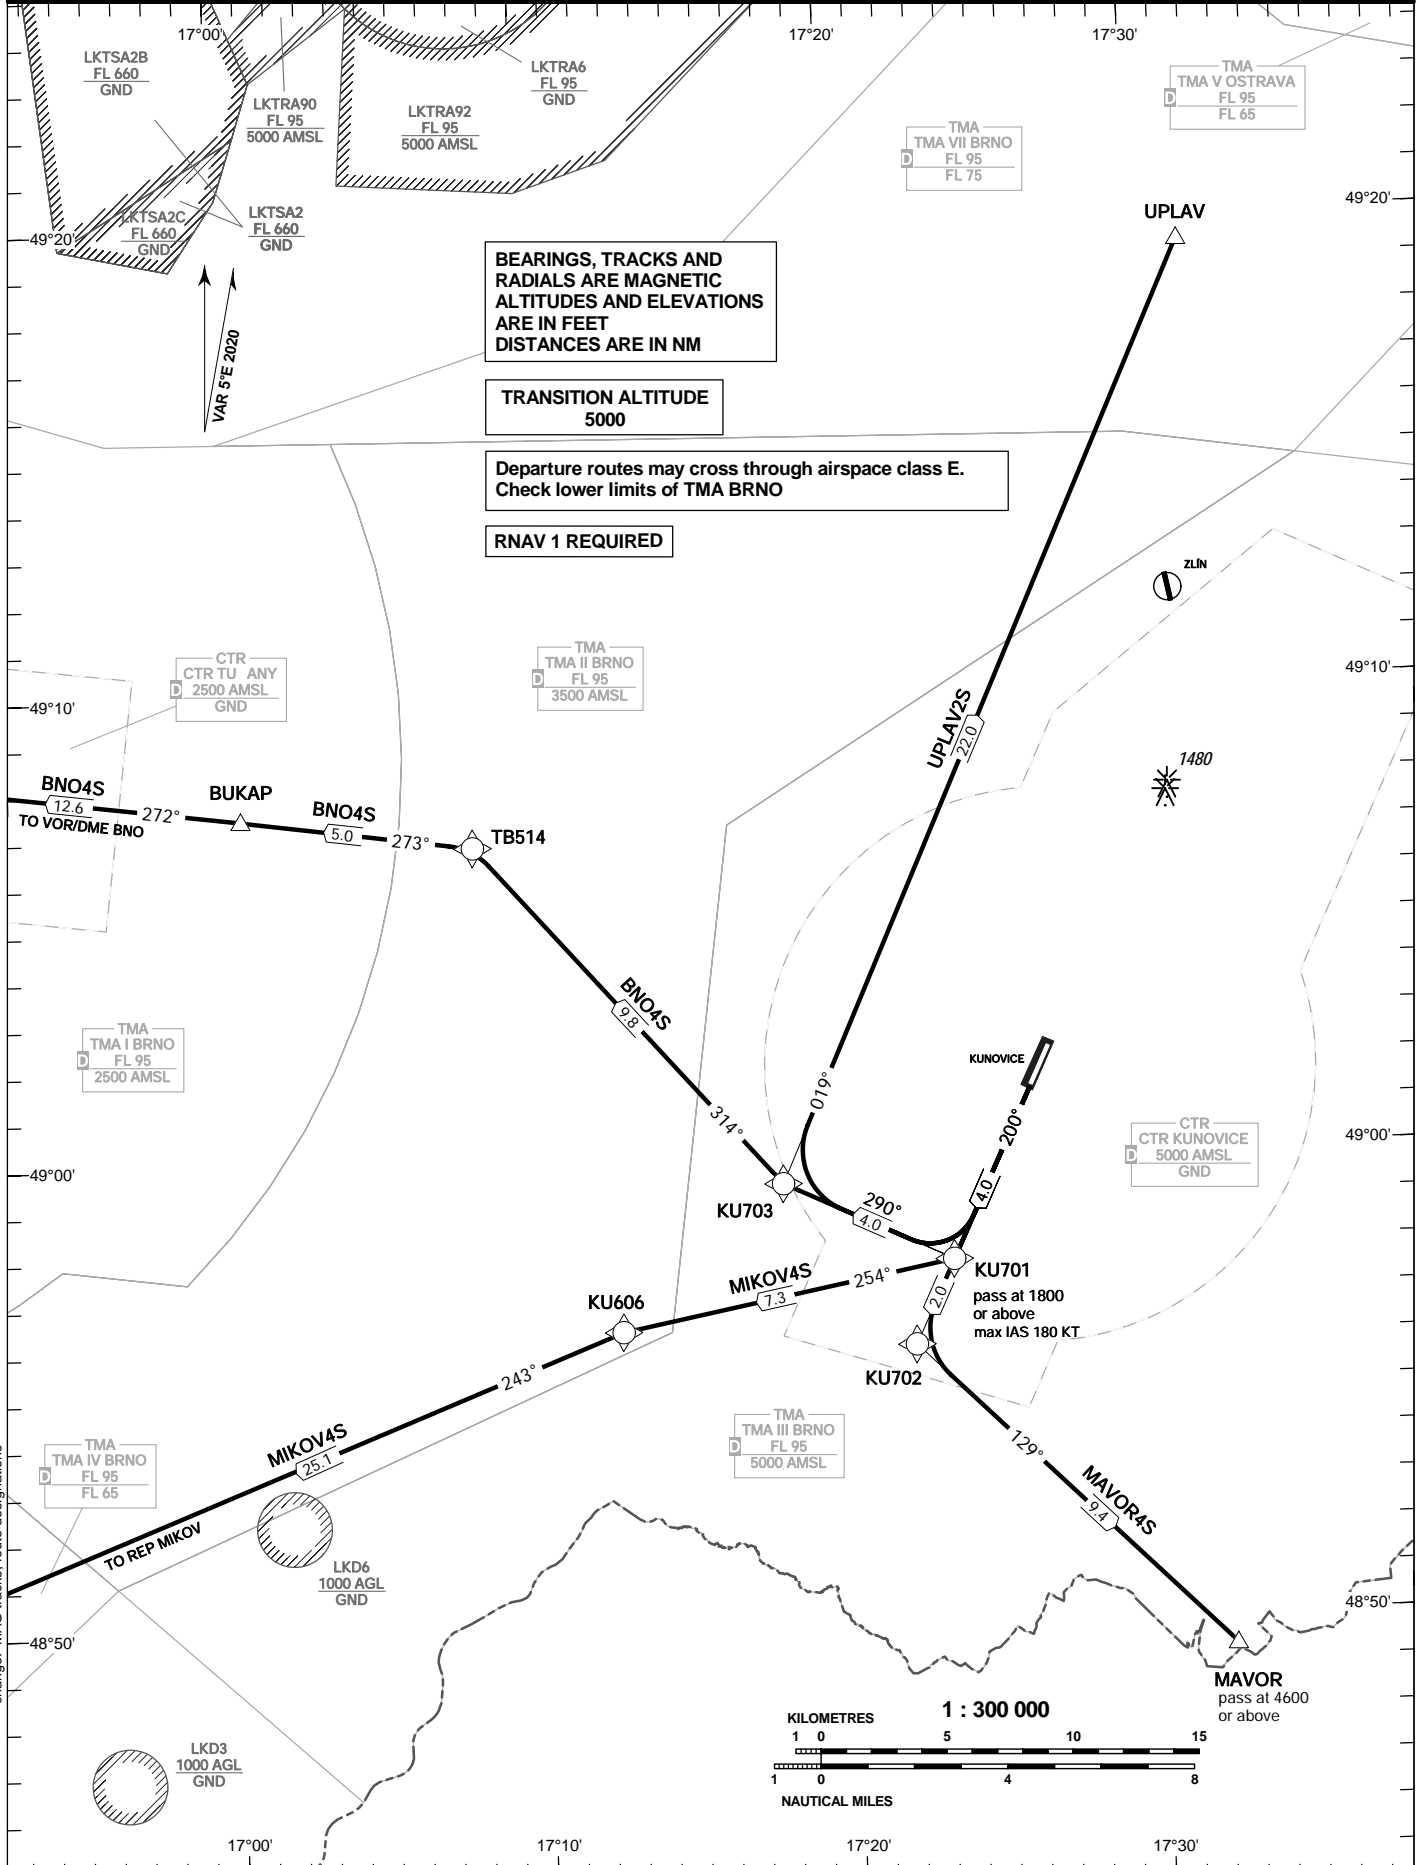 17°00'
17°20'
17°30'
LKTSA2B
FL 660
GND
LKTRA90
FL 95
5000 AMSL
LKTRA92
FL 95
5000 AMSL
LKTRA6
FL 95
GND
TMA
TMA V OSTRAVA
D
FL 95
FL 65
TMA
TMA VII BRNO
D
FL 95
FL 75
LKTSA2C
FL 660
GND
LKTSA2
FL 660
GND
49°20'
49°20'
UPLAV
VAR 5°E 2020
BEARINGS, TRACKS AND
RADIALS ARE MAGNETIC
ALTITUDES AND ELEVATIONS
ARE IN FEET
DISTANCES ARE IN NM
TRANSITION ALTITUDE
5000
Departure routes may cross through airspace class E.
Check lower limits of TMA BRNO
RNAV 1 REQUIRED
ZLÍN
CTR
CTR TU ANY
D
2500 AMSL
GND
TMA
TMA II BRNO
D
FL 95
3500 AMSL
49°10'
49°10'
UPLAV2S
22.0
1480
BNO4S
12.6
272°
TO VOR/DME BNO
BUKAP
BNO4S
5.0
273°
TB514
BNO4S
9.8
314°
TMA
TMA I BRNO
D
FL 95
2500 AMSL
KUNOVICE
019°
200°
4.0
CTR
CTR KUNOVICE
D
5000 AMSL
GND
49°00'
49°00'
KU703
290°
4.0
KU701
pass at 1800
or above
max IAS 180 KT
2.0
MIKOV4S
7.3
254°
KU606
KU702
243°
MIKOV4S
25.1
TO REP MIKOV
TMA
TMA III BRNO
D
FL 95
5000 AMSL
129°
MAVOR4S
9.4
TMA
TMA IV BRNO
D
FL 95
FL 65
LKD6
1000 AGL
GND
48°50'
48°50'
MAVOR
pass at 4600
or above
1 : 300 000
KILOMETRES
1 0 5 10 15
1 0 4 8
NAUTICAL MILES
LKD3
1000 AGL
GND
17°00'
17°10'
17°20'
17°30'